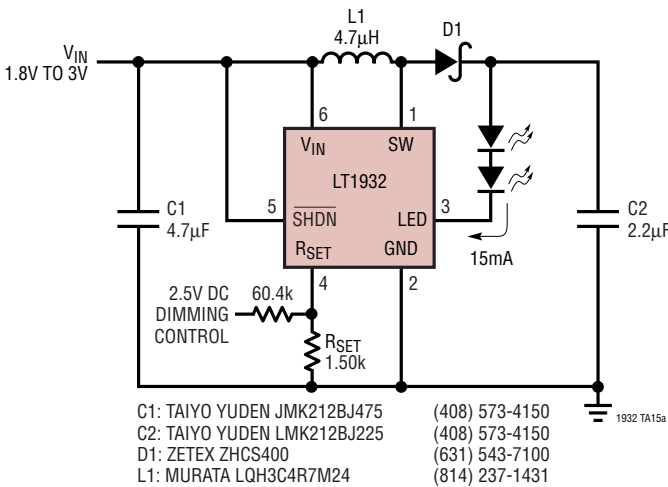 L1
4.7µH
D1
VIN
1.8V TO 3V
6
1
VIN
SW
LT1932
C1
4.7µF
5
SHDN
LED
3
C2
2.2µF
RSET
GND
15mA
4
2
2.5V DC
DIMMING
CONTROL
60.4k
RSET
1.50k
C1: TAIYO YUDEN JMK212BJ475 (408) 573-4150
C2: TAIYO YUDEN LMK212BJ225 (408) 573-4150
D1: ZETEX ZHCS400 (631) 543-7100
L1: MURATA LQH3C4R7M24 (814) 237-1431
1932 TA15a